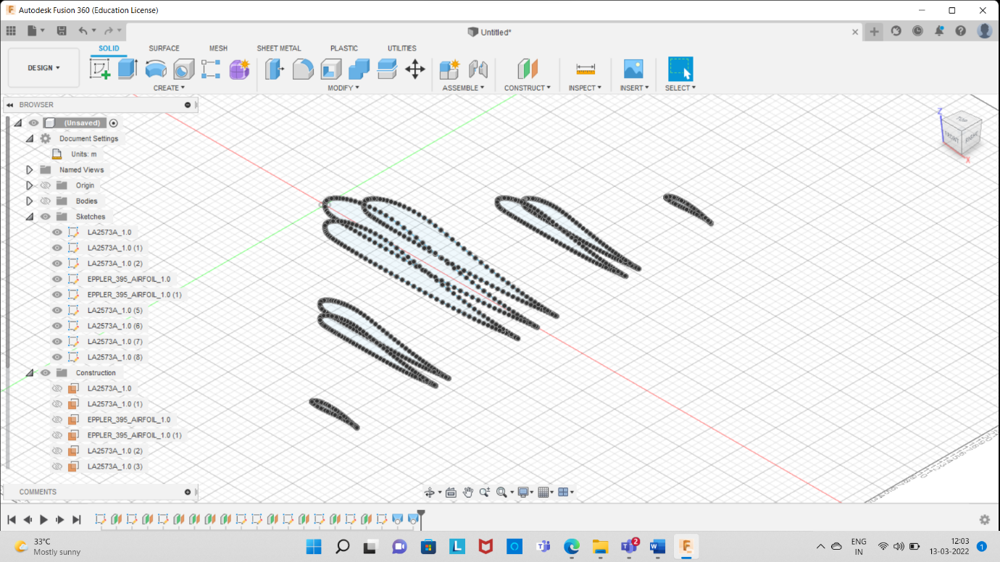 Autodesk Fusion 360 (Education License)
Untitled*
SOLID SURFACE MESH SHEET METAL PLASTIC UTILITIES
DESIGN
CREATE MODIFY ASSEMBLE CONSTRUCT INSPECT INSERT SELECT
BROWSER
(Unsaved)
Document Settings
Units: m
Named Views
Origin
Bodies
Sketches
LA2573A_1.0
LA2573A_1.0 (1)
LA2573A_1.0 (2)
EPPLER_395_AIRFOIL_1.0
EPPLER_395_AIRFOIL_1.0 (1)
LA2573A_1.0 (5)
LA2573A_1.0 (6)
LA2573A_1.0 (7)
LA2573A_1.0 (8)
Construction
LA2573A_1.0
LA2573A_1.0 (1)
EPPLER_395_AIRFOIL_1.0
EPPLER_395_AIRFOIL_1.0 (1)
LA2573A_1.0 (2)
LA2573A_1.0 (3)
Z
TOP
FRONT RIGHT
X
COMMENTS
33°C
Mostly sunny
2
ENG
IN
12:03
13-03-2022
1